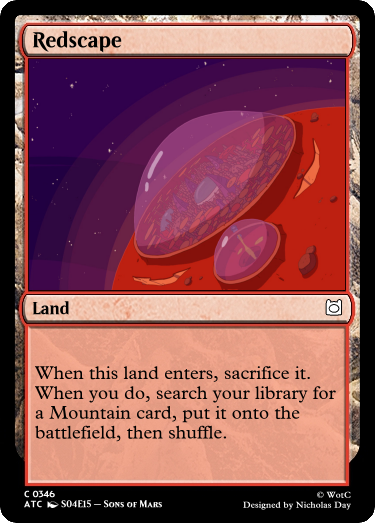 Redscape
Land
When this land enters, sacrifice it.
When you do, search your library for
a Mountain card, put it onto the
battlefield, then shuffle.
C 0346
© WotC
ATC S04E15 — Sons of Mars
Designed by Nicholas Day